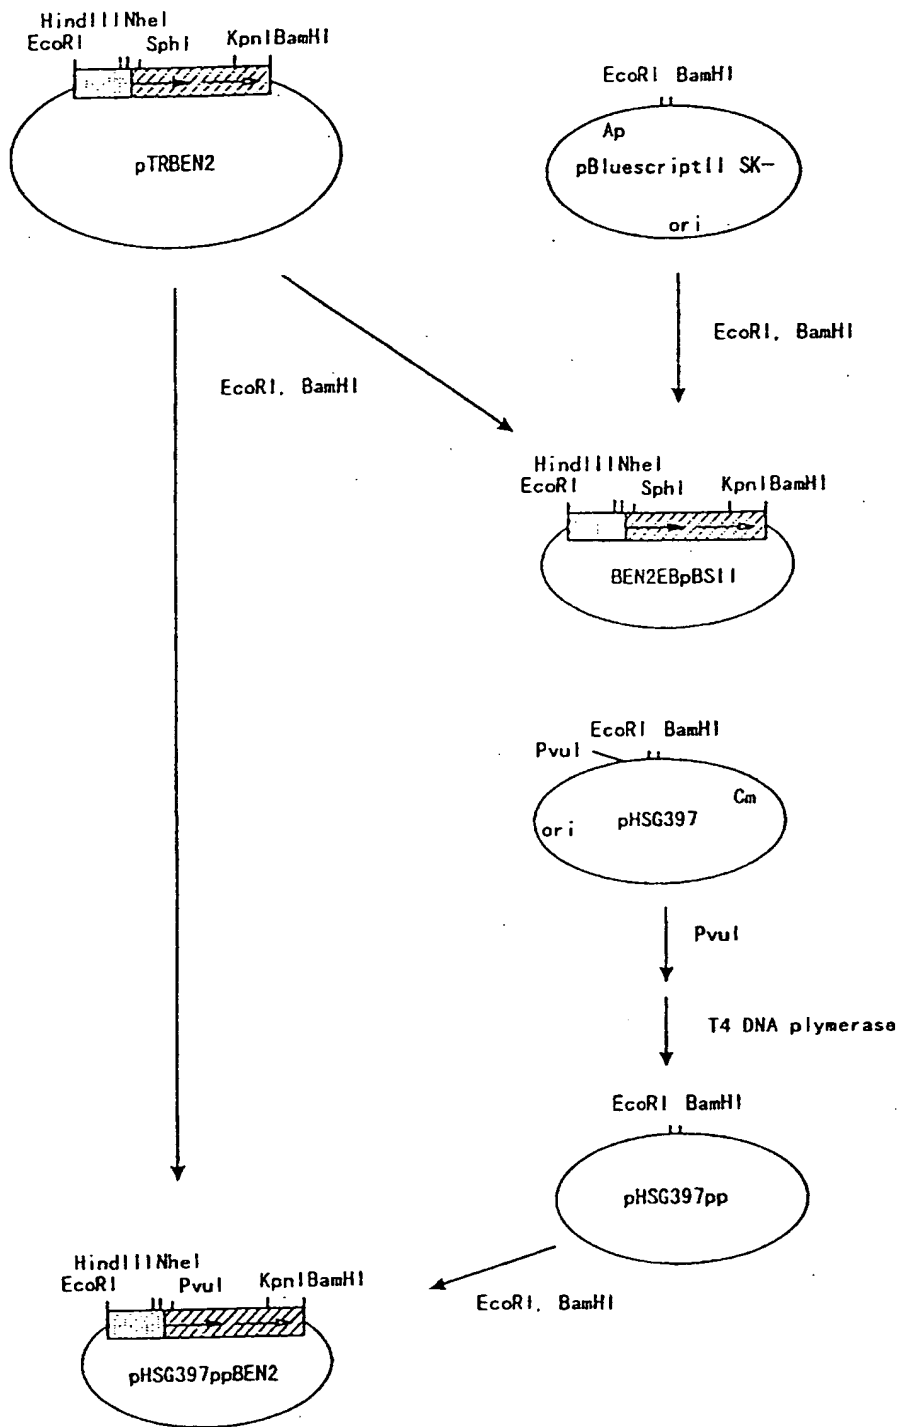 HindIIINheI
EcoRI SphI KpnIBamHI
pTRBEN2
EcoRI BamHI
Ap
pBluescriptII SK-
ori
EcoRI, BamHI
EcoRI, BamHI
HindIIINheI
EcoRI SphI KpnIBamHI
BEN2EBpBSII
EcoRI BamHI
PvuI
Cm
ori pHSG397
PvuI
T4 DNA plymerase
EcoRI BamHI
pHSG397pp
EcoRI, BamHI
HindIIINheI
EcoRI PvuI KpnIBamHI
pHSG397ppBEN2